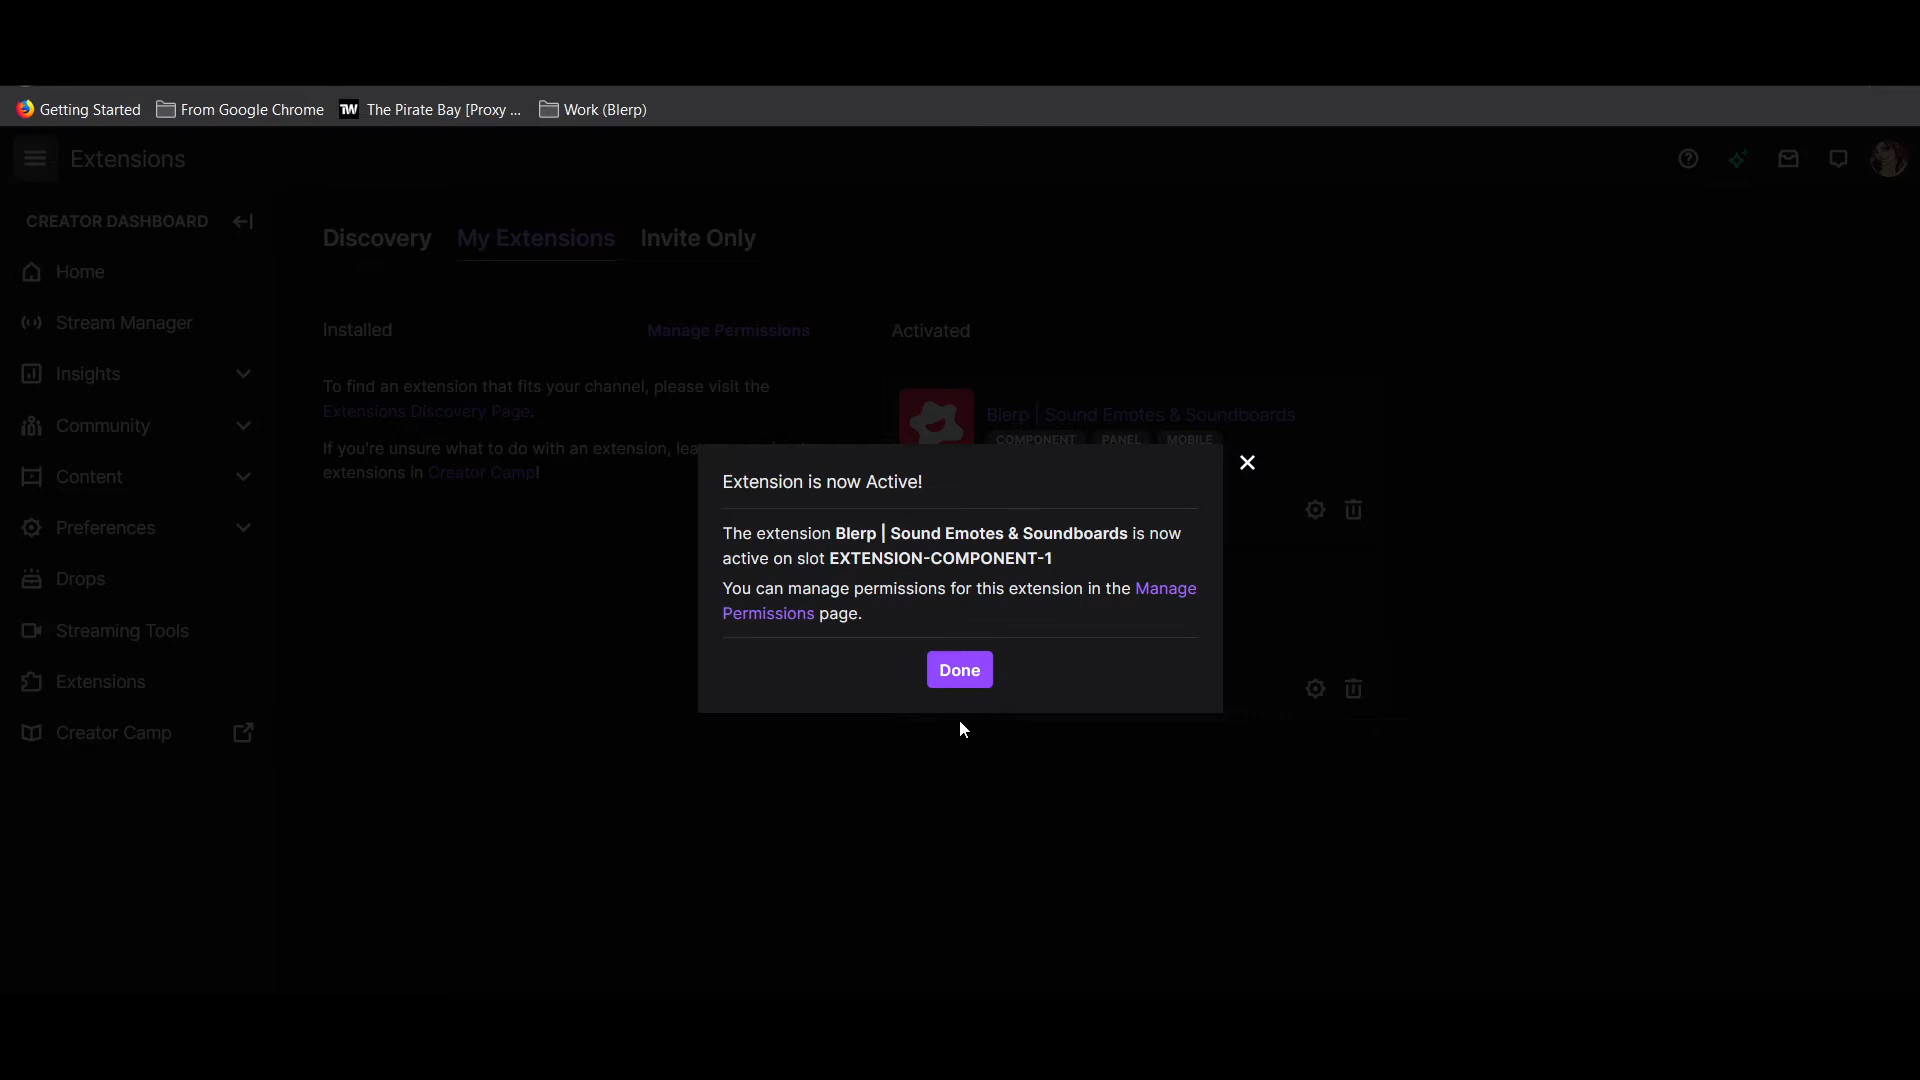 Getting Started From Google Chrome TW The Pirate Bay [Proxy ... Work (Blerp)
Extensions
CREATOR DASHBOARD
Discovery My Extensions Invite Only
Home
Stream Manager
Installed Manage Permissions Activated
Insights
To find an extension that fits your channel, please visit the
Extensions Discovery Page.
Blerp | Sound Emotes & Soundboards
COMPONENT PANEL MOBILE
Community
If you're unsure what to do with an extension,
extensions in Creator Camp!
Content
Extension is now Active!
Preferences
The extension Blerp | Sound Emotes & Soundboards is now
active on slot EXTENSION-COMPONENT-1
Drops
You can manage permissions for this extension in the Manage
Permissions page.
Streaming Tools
Done
Extensions
Creator Camp